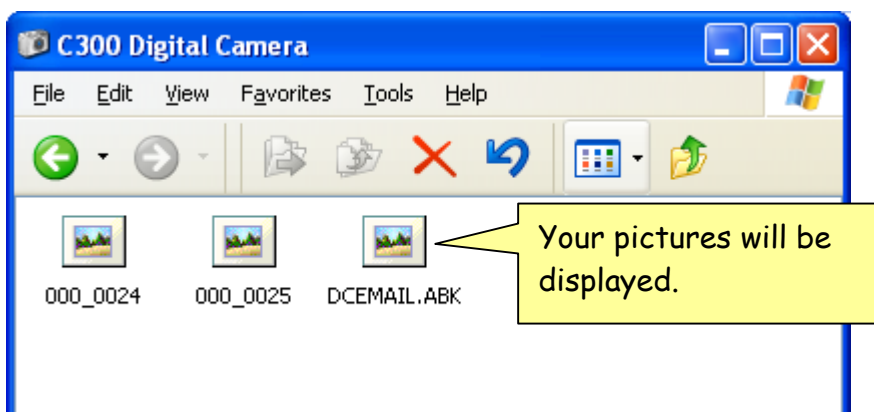 C300 Digital Camera
File Edit View Favorites Tools Help
Your pictures will be
displayed.
000_0024 000_0025 DCEMAIL.ABK